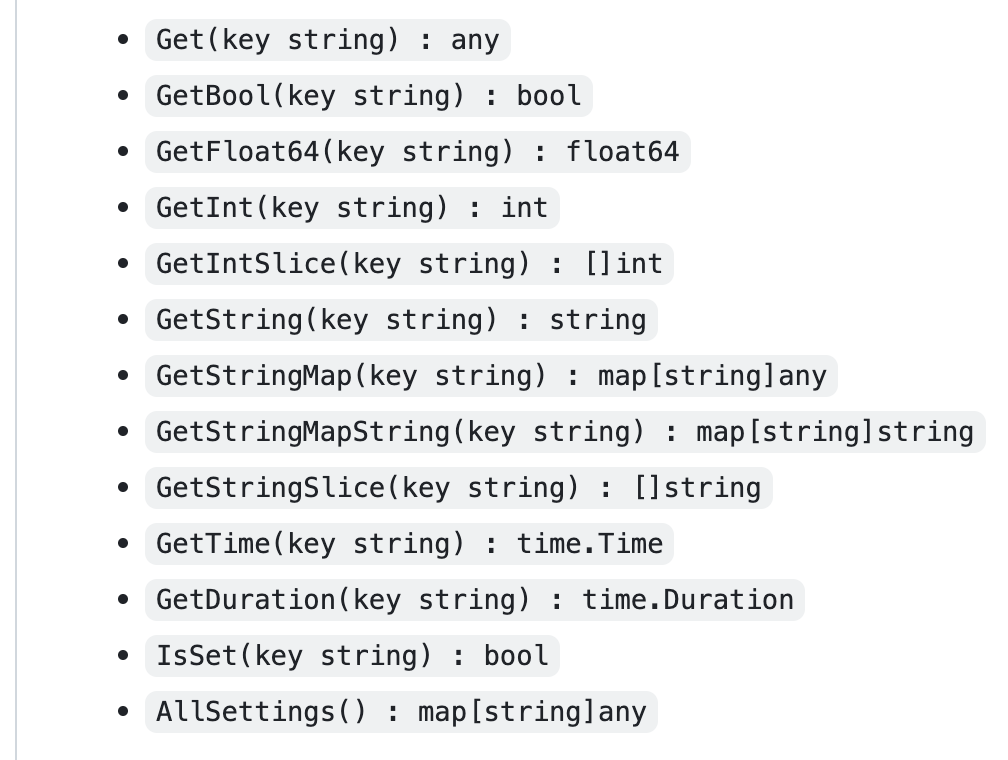 Get(key string) : any
GetBool(key string) : bool
GetFloat64(key string) : float64
GetInt(key string) : int
GetIntSlice(key string) : []int
GetString(key string) : string
GetStringMap(key string) : map[string]any
GetStringMapString(key string) : map[string]string
GetStringSlice(key string) : []string
GetTime(key string) : time.Time
GetDuration(key string) : time.Duration
IsSet(key string) : bool
AllSettings() : map[string]any